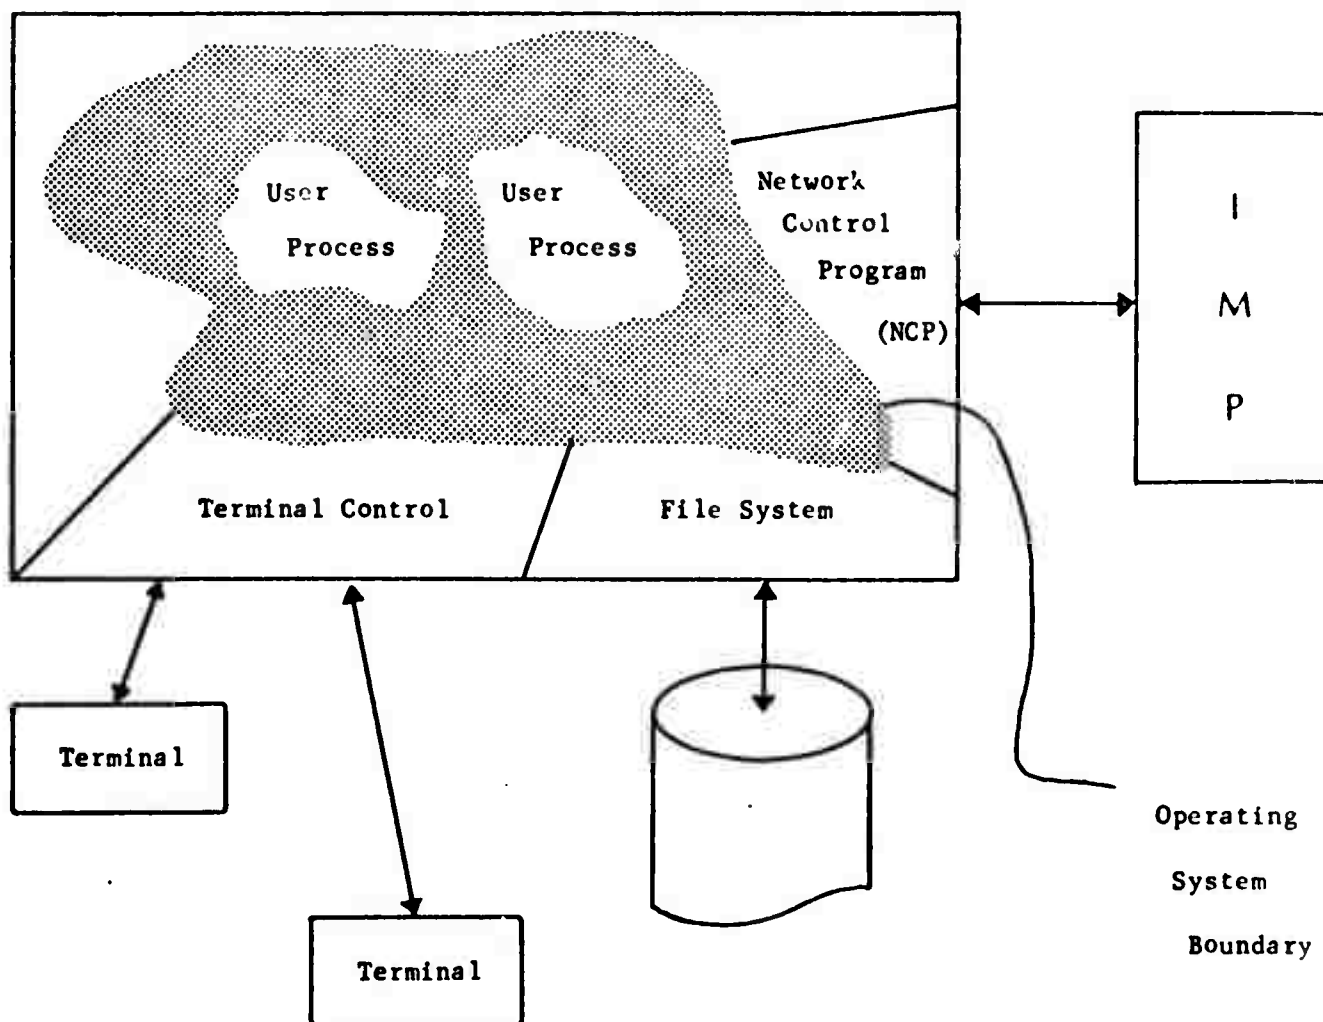 User
Process
User
Process
Network
Control
Program
(NCP)
I
M
P
Terminal Control
File System
Terminal
Terminal
Operating
System
Boundary